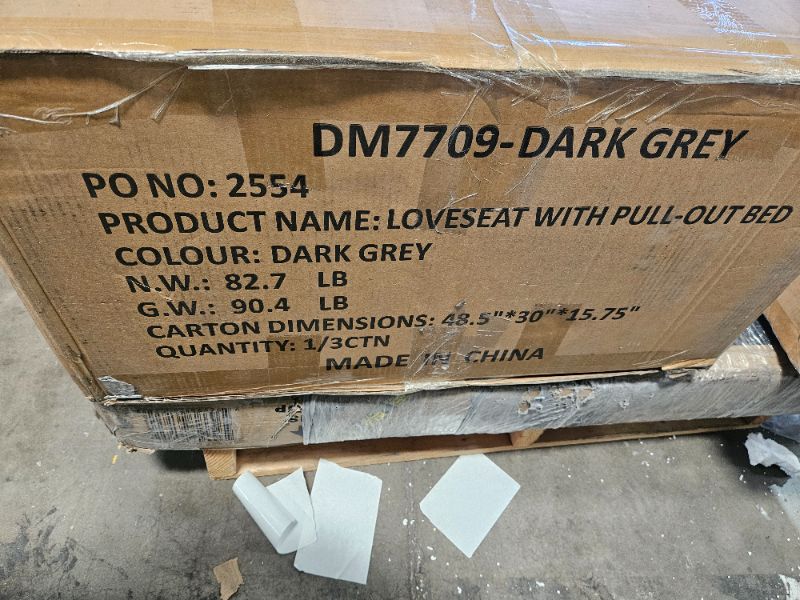 DM7709-DARK GREY
PO NO: 2554
PRODUCT NAME: LOVESEAT WITH PULL-OUT BED
COLOUR: DARK GREY
N.W.: 82.7 LB
G.W.: 90.4 LB
CARTON DIMENSIONS: 48.5"*30"*15.75"
QUANTITY: 1/3CTN
MADE IN CHINA